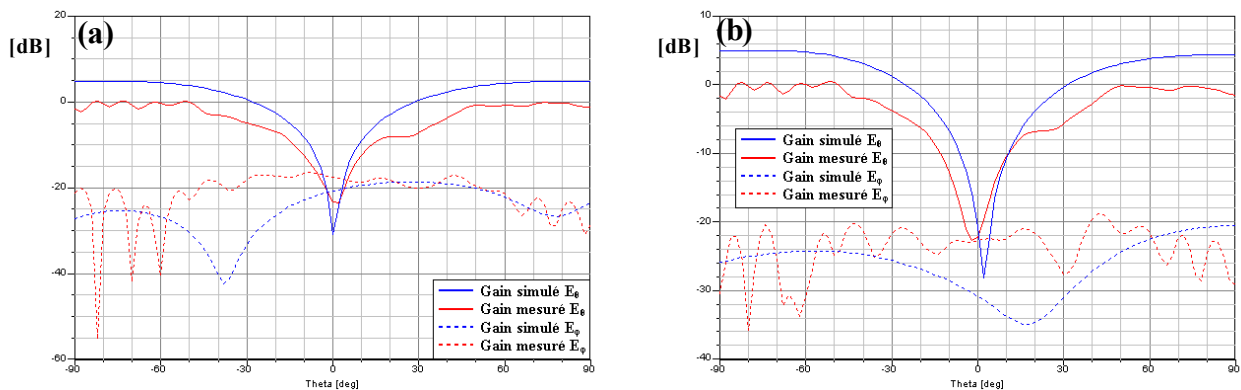 (a)
[dB]
20
0
-20
-40
-60
-90
-60
-30
0
30
60
90
Theta [deg]
Gain simulé Eθ
Gain mesuré Eθ
Gain simulé Eφ
Gain mesuré Eφ
(b)
[dB]
10
0
-10
-20
-30
-40
-90
-60
-30
0
30
60
90
Theta [deg]
Gain simulé Eθ
Gain mesuré Eθ
Gain simulé Eφ
Gain mesuré Eφ